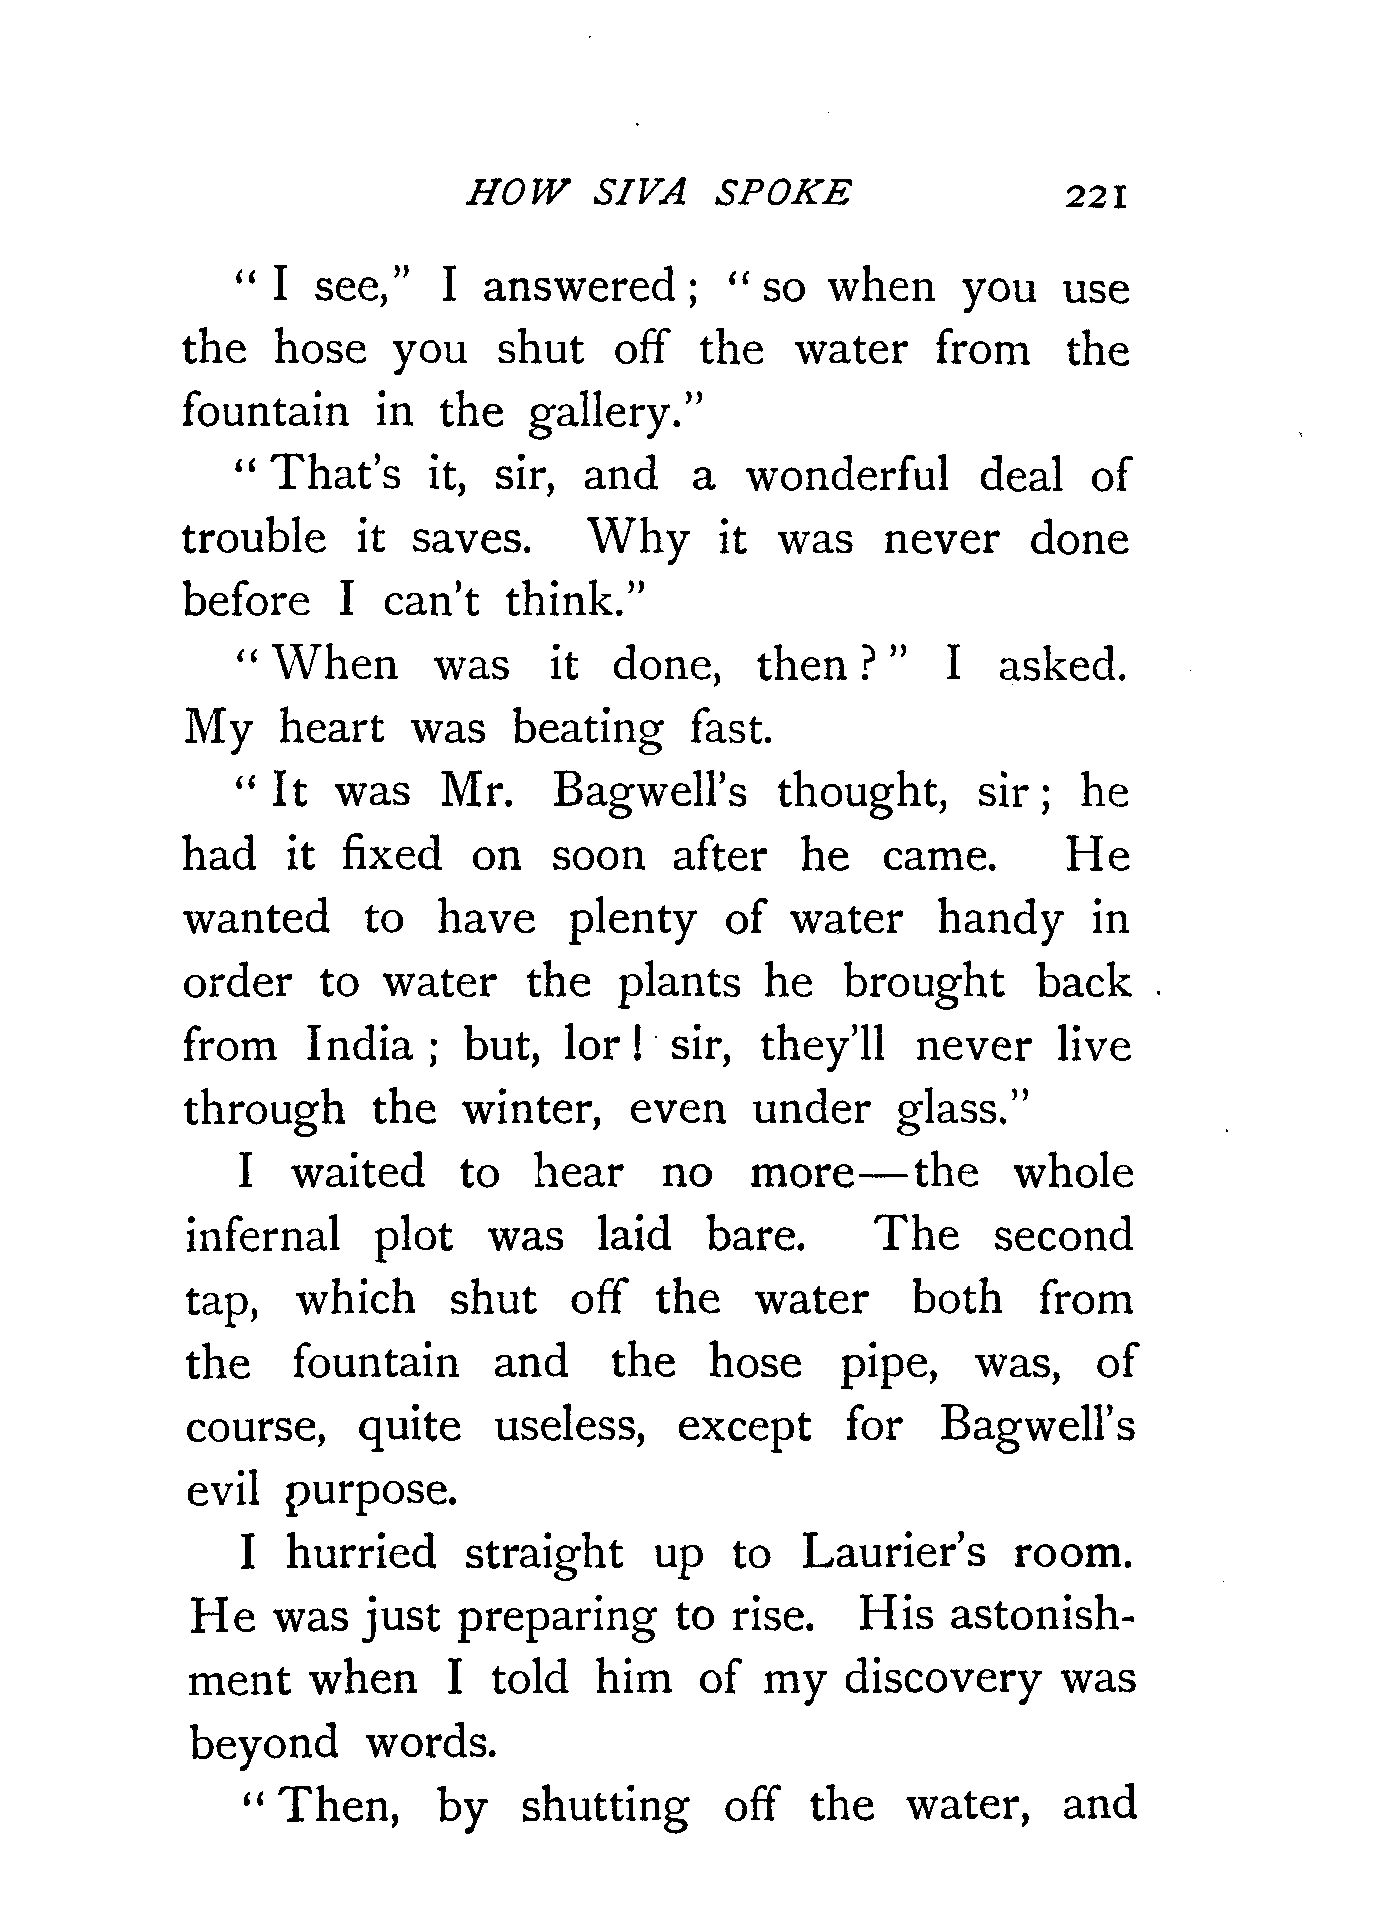 HOW SIVA SPOKE 221
"I see," I answered; "so when you use
the hose you shut off the water from the
fountain in the gallery."
"That's it, sir, and a wonderful deal of
trouble it saves. Why it was never done
before I can't think."
"When was it done, then?" I asked.
My heart was beating fast.
"It was Mr. Bagwell's thought, sir; he
had it fixed on soon after he came. He
wanted to have plenty of water handy in
order to water the plants he brought back
from India; but, lor! sir, they'll never live
through the winter, even under glass."
I waited to hear no more—the whole
infernal plot was laid bare. The second
tap, which shut off the water both from
the fountain and the hose pipe, was, of
course, quite useless, except for Bagwell's
evil purpose.
I hurried straight up to Laurier's room.
He was just preparing to rise. His astonish-
ment when I told him of my discovery was
beyond words.
"Then, by shutting off the water, and